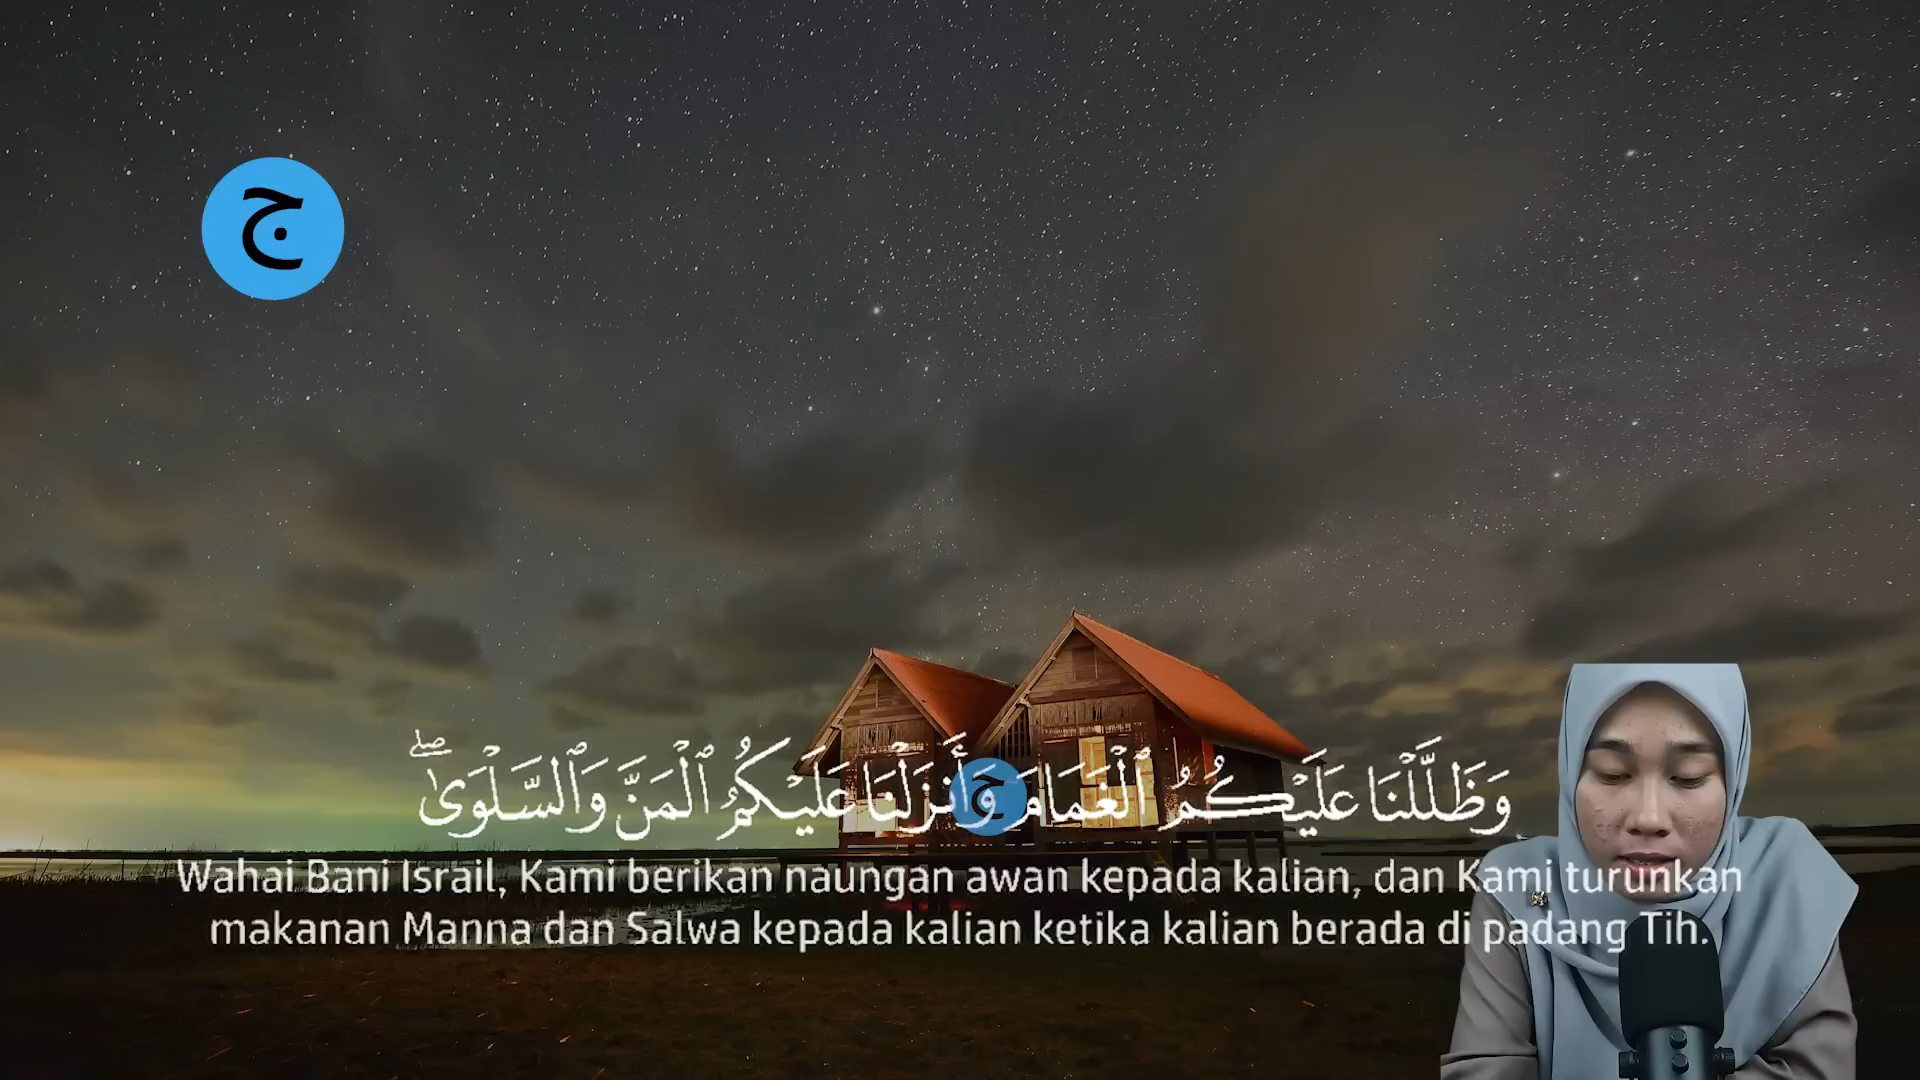 ج
وَظَلَّلْنَا عَلَيْكُمُ ٱلْغَمَامَ وَأَنزَلْنَا عَلَيْكُمُ ٱلْمَنَّ وَٱلسَّلْوَىٰ ۖ
ج
Wahai Bani Israil, Kami berikan naungan awan kepada kalian, dan Kami turunkan
makanan Manna dan Salwa kepada kalian ketika kalian berada di padang Tih.